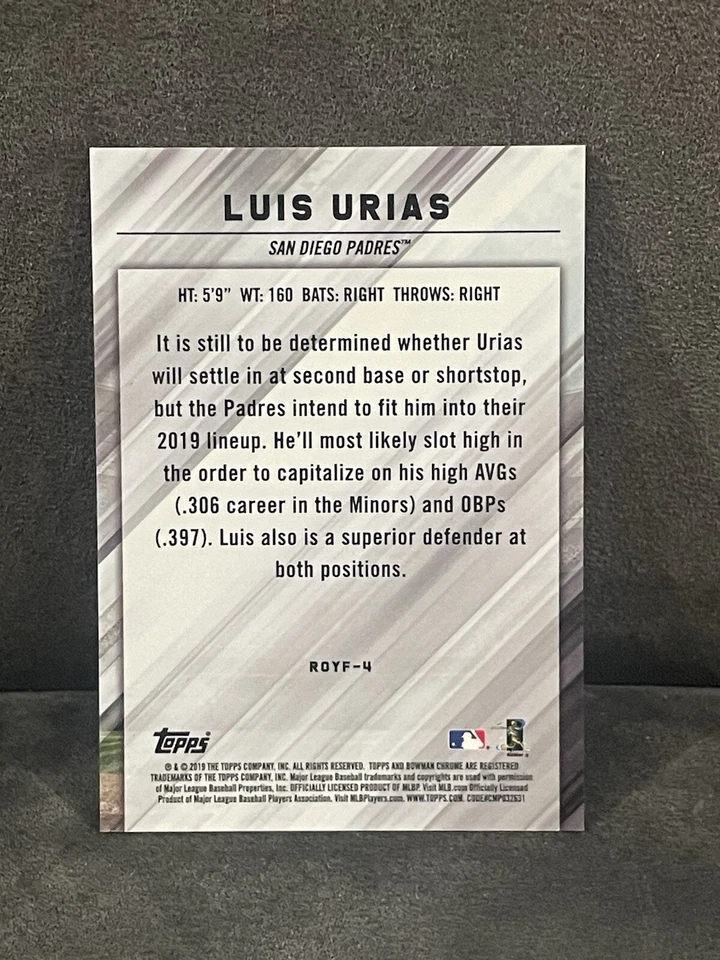 LUIS URIAS
SAN DIEGO PADRES™
HT: 5'9" WT: 160 BATS: RIGHT THROWS: RIGHT
It is still to be determined whether Urias
will settle in at second base or shortstop,
but the Padres intend to fit him into their
2019 lineup. He'll most likely slot high in
the order to capitalize on his high AVGs
(.306 career in the Minors) and OBPs
(.397). Luis also is a superior defender at
both positions.
ROYF-4
Topps®
® & © 2019 THE TOPPS COMPANY, INC. ALL RIGHTS RESERVED. TOPPS AND BOWMAN CHROME ARE REGISTERED
TRADEMARKS OF THE TOPPS COMPANY, INC. Major League Baseball trademarks and copyrights are used with permission
of Major League Baseball Properties, Inc. OFFICIALLY LICENSED PRODUCT OF MLBP. Visit MLB.com Officially Licensed
Product of Major League Baseball Players Association. Visit MLBPlayers.com. WWW.TOPPS.COM. CODE#CMP032631